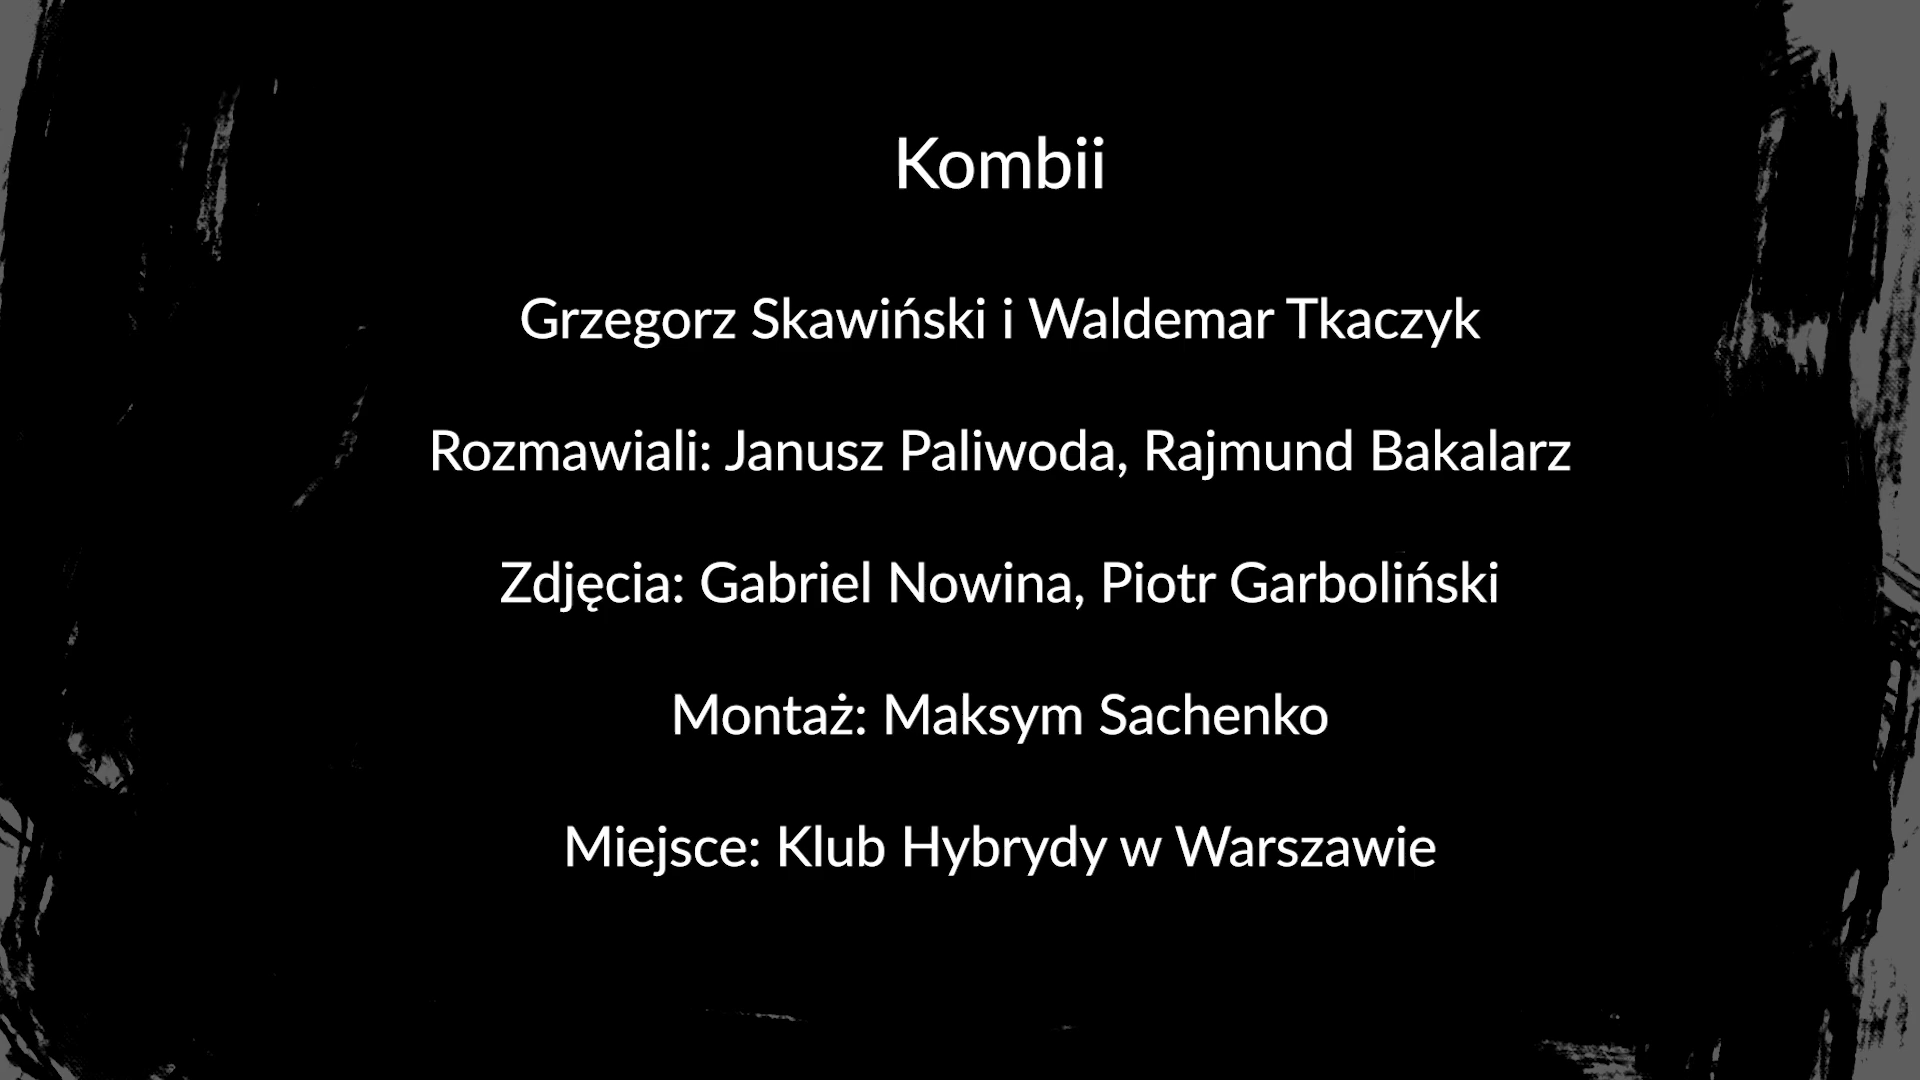 Kombii
Grzegorz Skawiński i Waldemar Tkaczyk
Rozmawiali: Janusz Paliwoda, Rajmund Bakalarz
Zdjęcia: Gabriel Nowina, Piotr Garboliński
Montaż: Maksym Sachenko
Miejsce: Klub Hybrydy w Warszawie